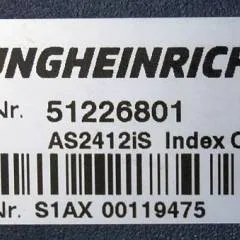 UNGHEINRICH
Nr. 51226801
AS2412iS Index C
Nr. S1AX 00119475